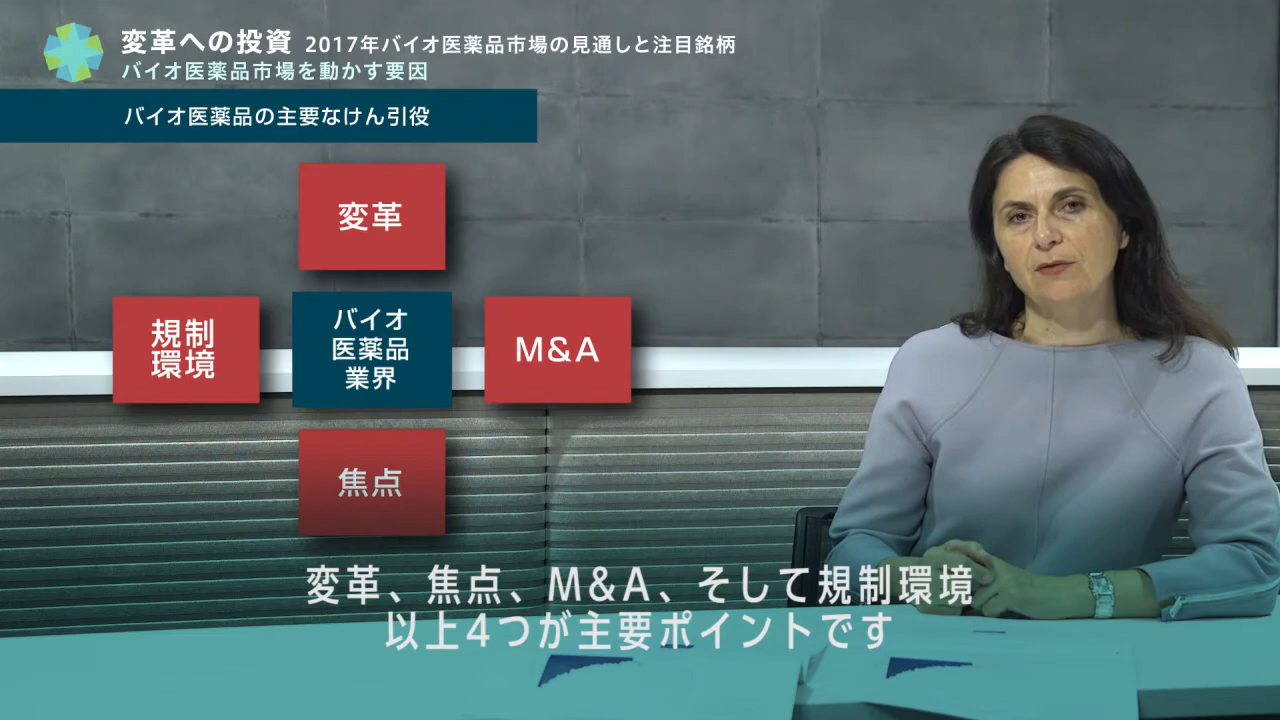 変革への投資 2017年バイオ医薬品市場の見通しと注目銘柄
バイオ医薬品市場を動かす要因
バイオ医薬品の主要なけん引役
変革
規制
環境
バイオ
医薬品
業界
M&A
焦点
変革、焦点、M&A、そして規制環境
以上4つが主要ポイントです